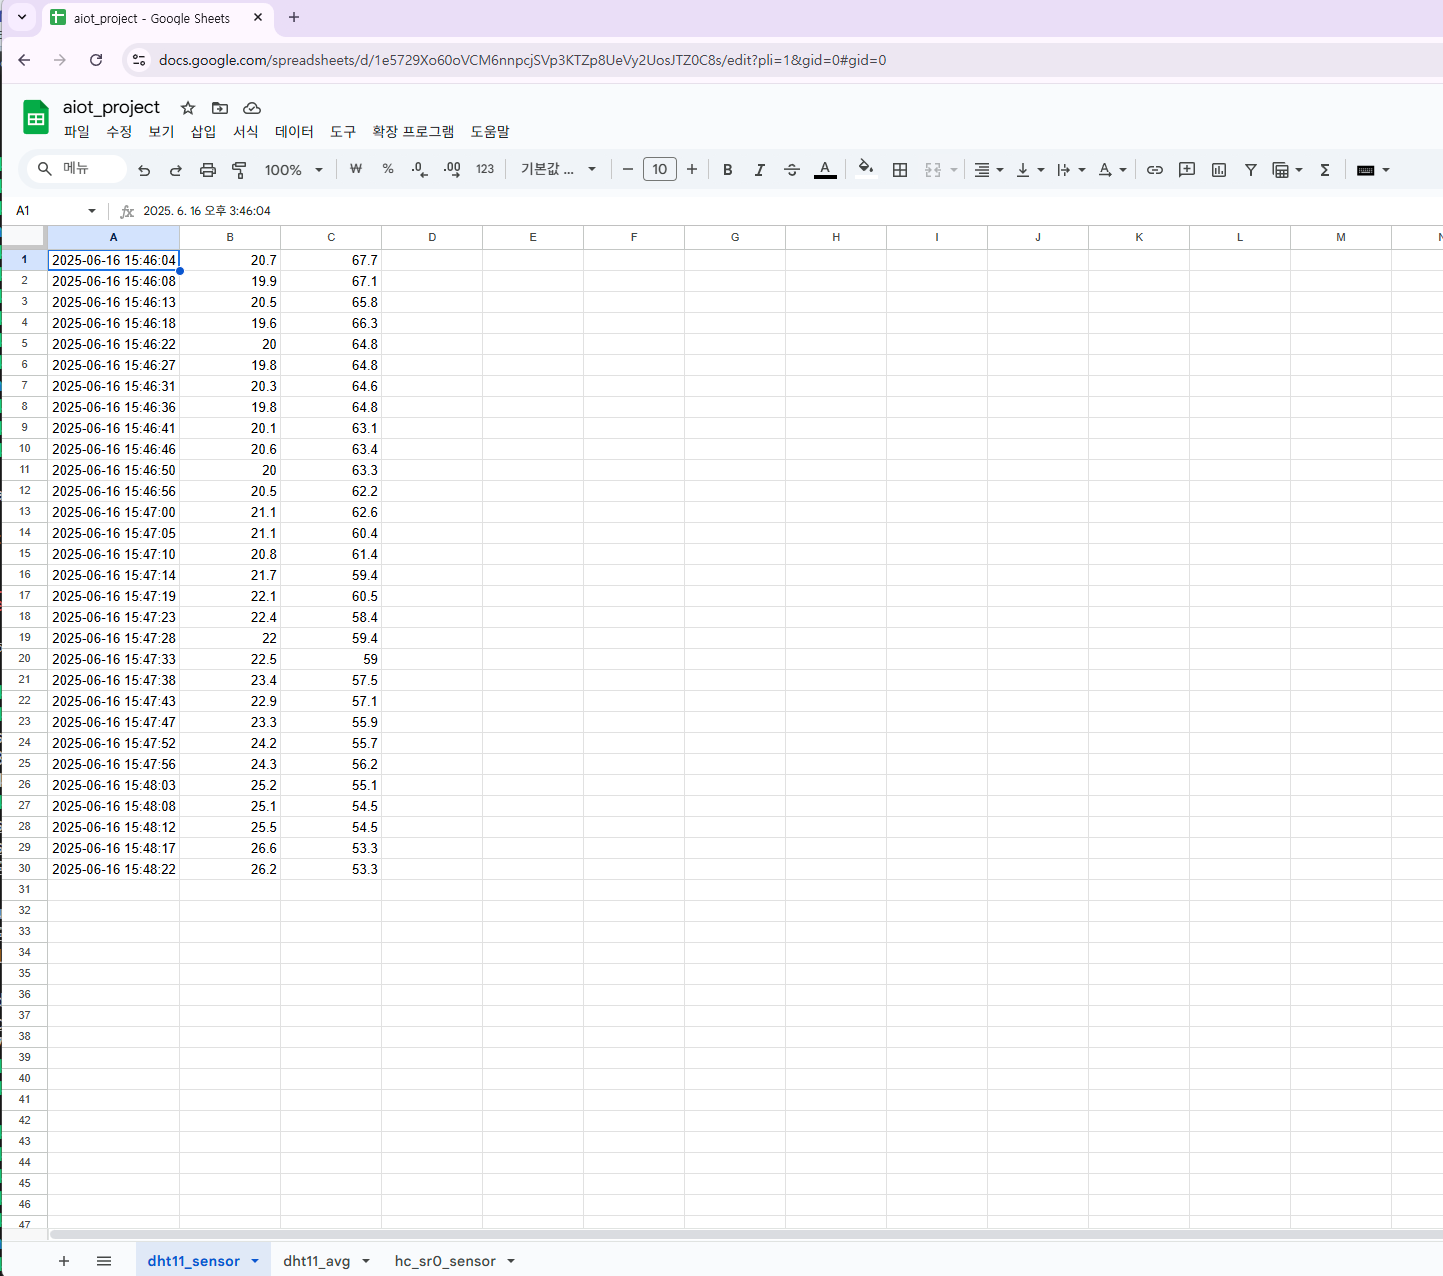 aiot_project - Google Sheets
docs.google.com/spreadsheets/d/1e5729Xo60oVCM6nnpcjSVp3KTZp8UeVy2UosJTZ0C8s/edit?pli=1&gid=0#gid=0
aiot_project
파일 수정 보기 삽입 서식 데이터 도구 확장 프로그램 도움말
메뉴 100% ₩ % .0 .00 123 기본값 ... 10 B I A A
A1 fx 2025. 6. 16 오후 3:46:04
A B C D E F G H I J K L M N
1 2025-06-16 15:46:04 20.7 67.7
2 2025-06-16 15:46:08 19.9 67.1
3 2025-06-16 15:46:13 20.5 65.8
4 2025-06-16 15:46:18 19.6 66.3
5 2025-06-16 15:46:22 20 64.8
6 2025-06-16 15:46:27 19.8 64.8
7 2025-06-16 15:46:31 20.3 64.6
8 2025-06-16 15:46:36 19.8 64.8
9 2025-06-16 15:46:41 20.1 63.1
10 2025-06-16 15:46:46 20.6 63.4
11 2025-06-16 15:46:50 20 63.3
12 2025-06-16 15:46:56 20.5 62.2
13 2025-06-16 15:47:00 21.1 62.6
14 2025-06-16 15:47:05 21.1 60.4
15 2025-06-16 15:47:10 20.8 61.4
16 2025-06-16 15:47:14 21.7 59.4
17 2025-06-16 15:47:19 22.1 60.5
18 2025-06-16 15:47:23 22.4 58.4
19 2025-06-16 15:47:28 22 59.4
20 2025-06-16 15:47:33 22.5 59
21 2025-06-16 15:47:38 23.4 57.5
22 2025-06-16 15:47:43 22.9 57.1
23 2025-06-16 15:47:47 23.3 55.9
24 2025-06-16 15:47:52 24.2 55.7
25 2025-06-16 15:47:56 24.3 56.2
26 2025-06-16 15:48:03 25.2 55.1
27 2025-06-16 15:48:08 25.1 54.5
28 2025-06-16 15:48:12 25.5 54.5
29 2025-06-16 15:48:17 26.6 53.3
30 2025-06-16 15:48:22 26.2 53.3
31
32
33
34
35
36
37
38
39
40
41
42
43
44
45
46
47
dht11_sensor dht11_avg hc_sr0_sensor